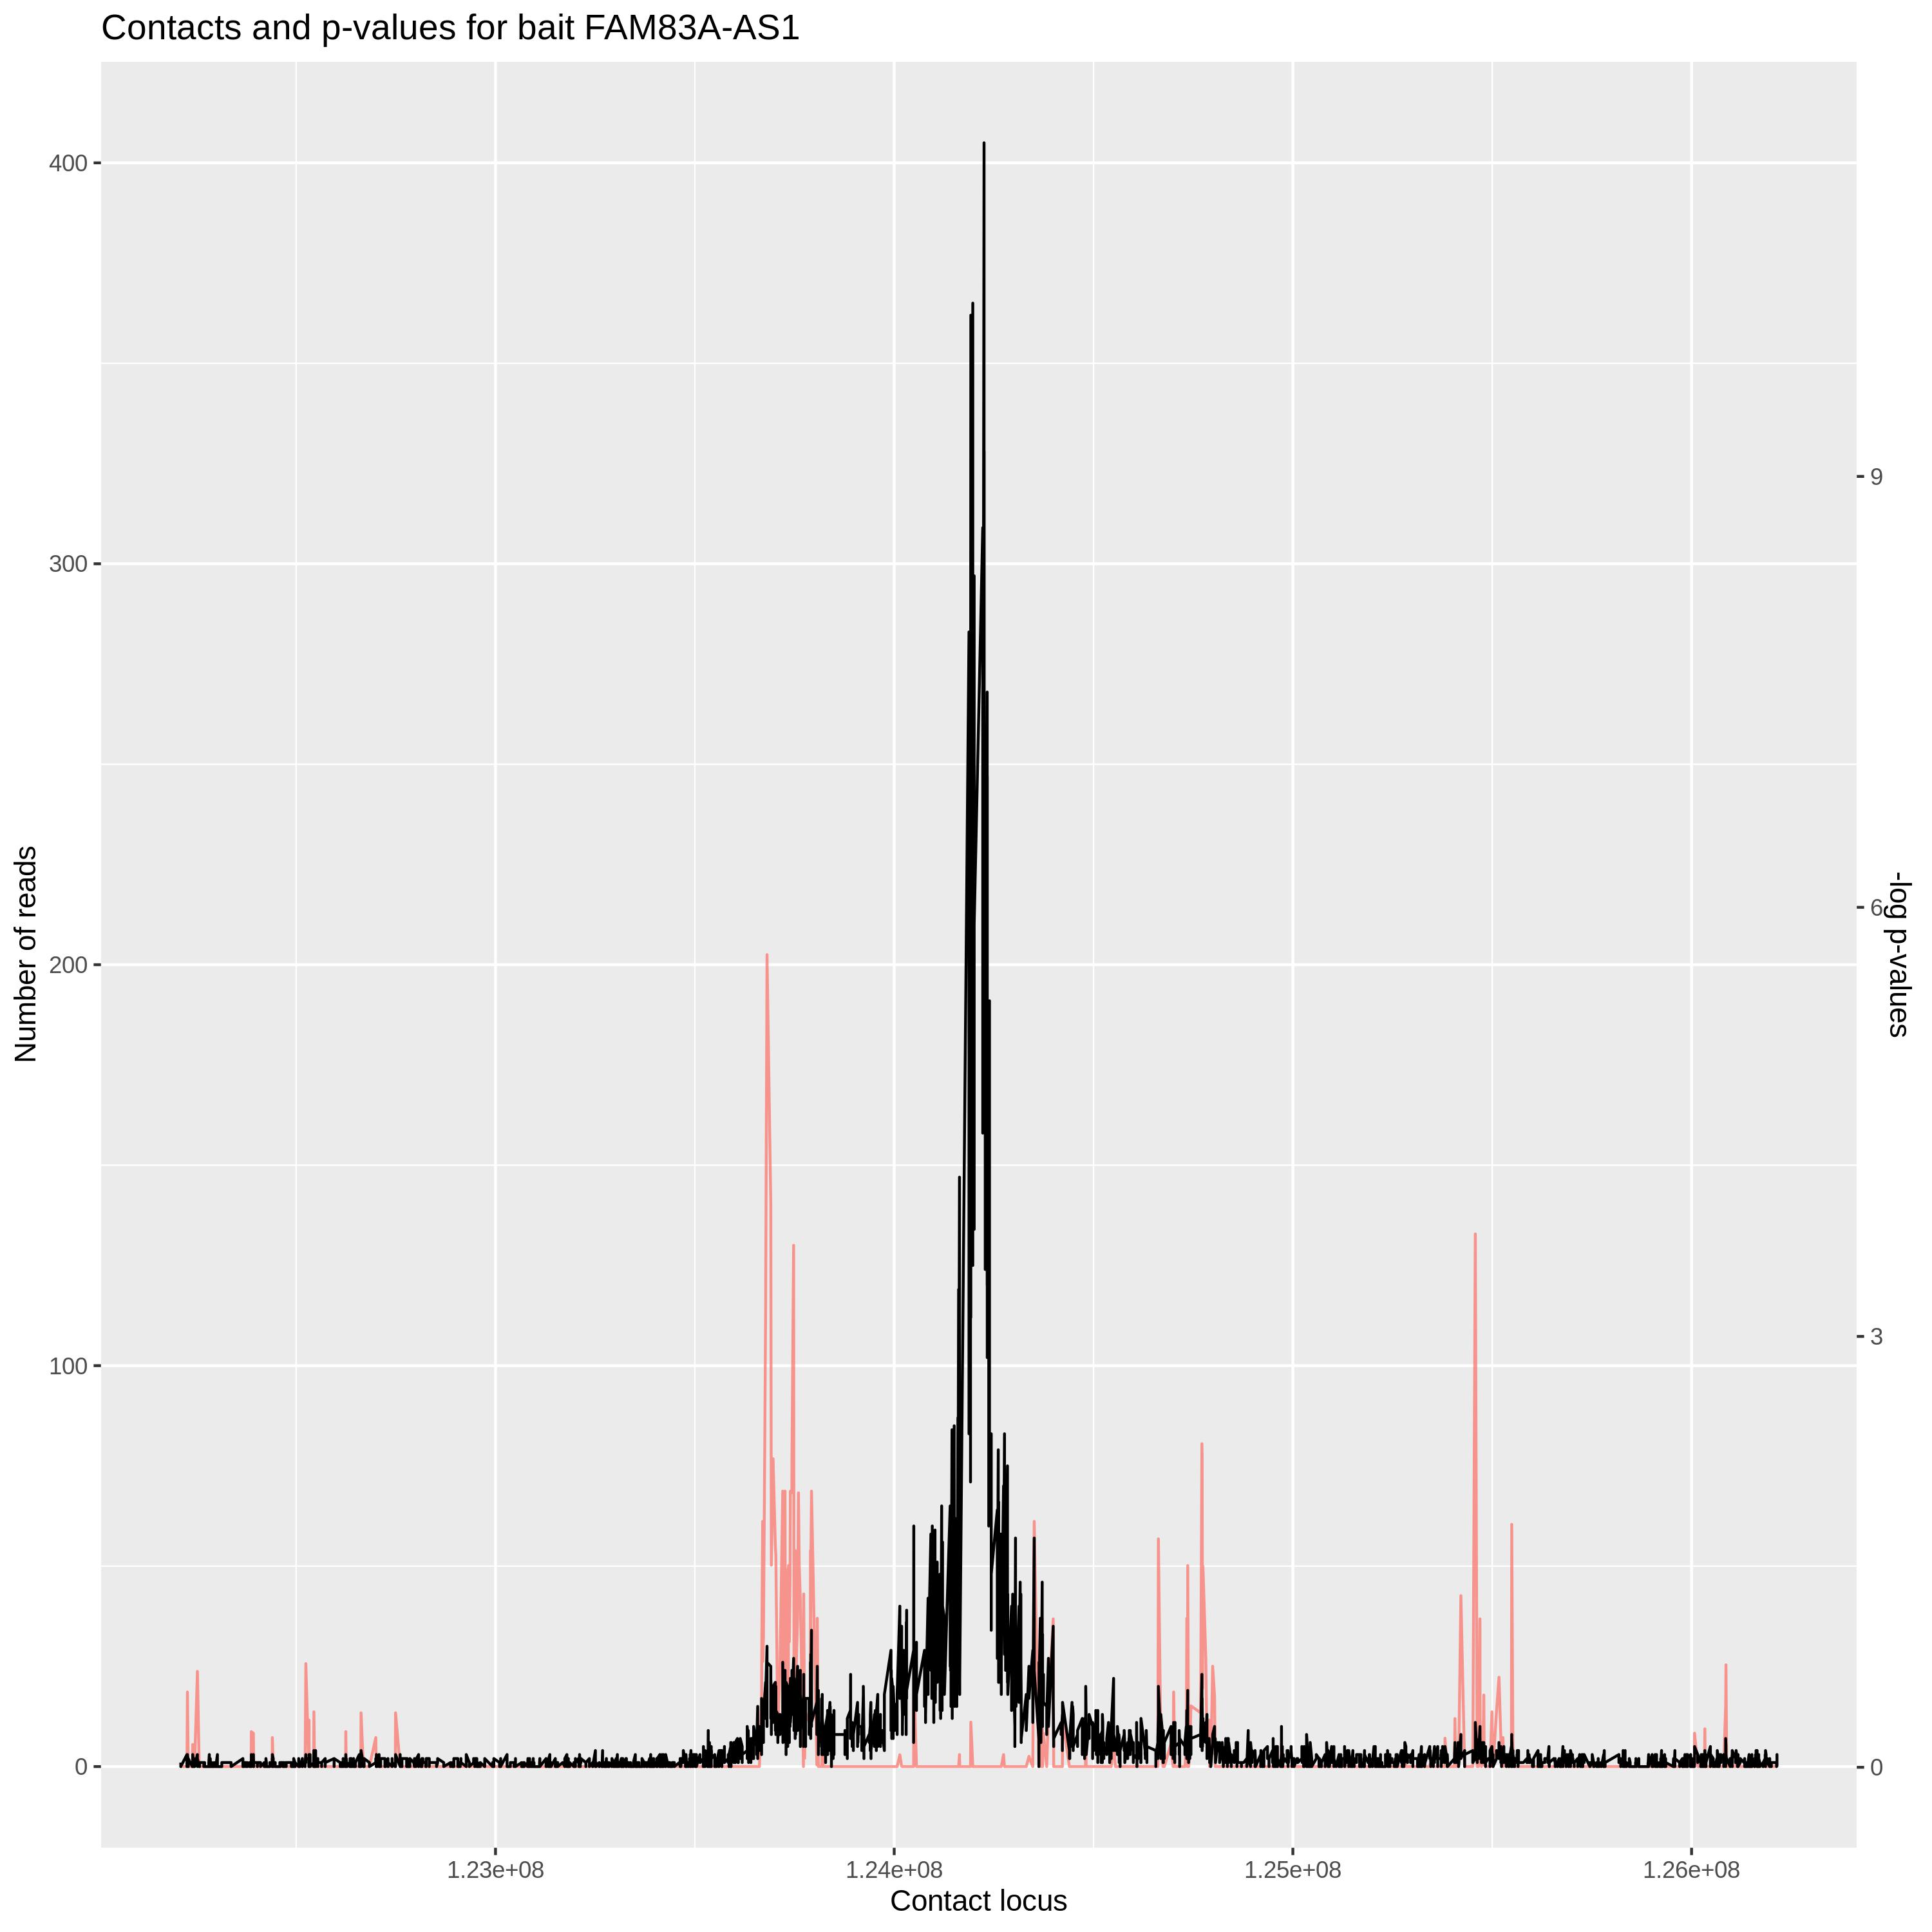 Contacts and p-values for bait FAM83A-AS1
400
300
200
100
0
Number of reads
9
6
3
0
-log p-values
1.23e+08
1.24e+08
1.25e+08
1.26e+08
Contact locus